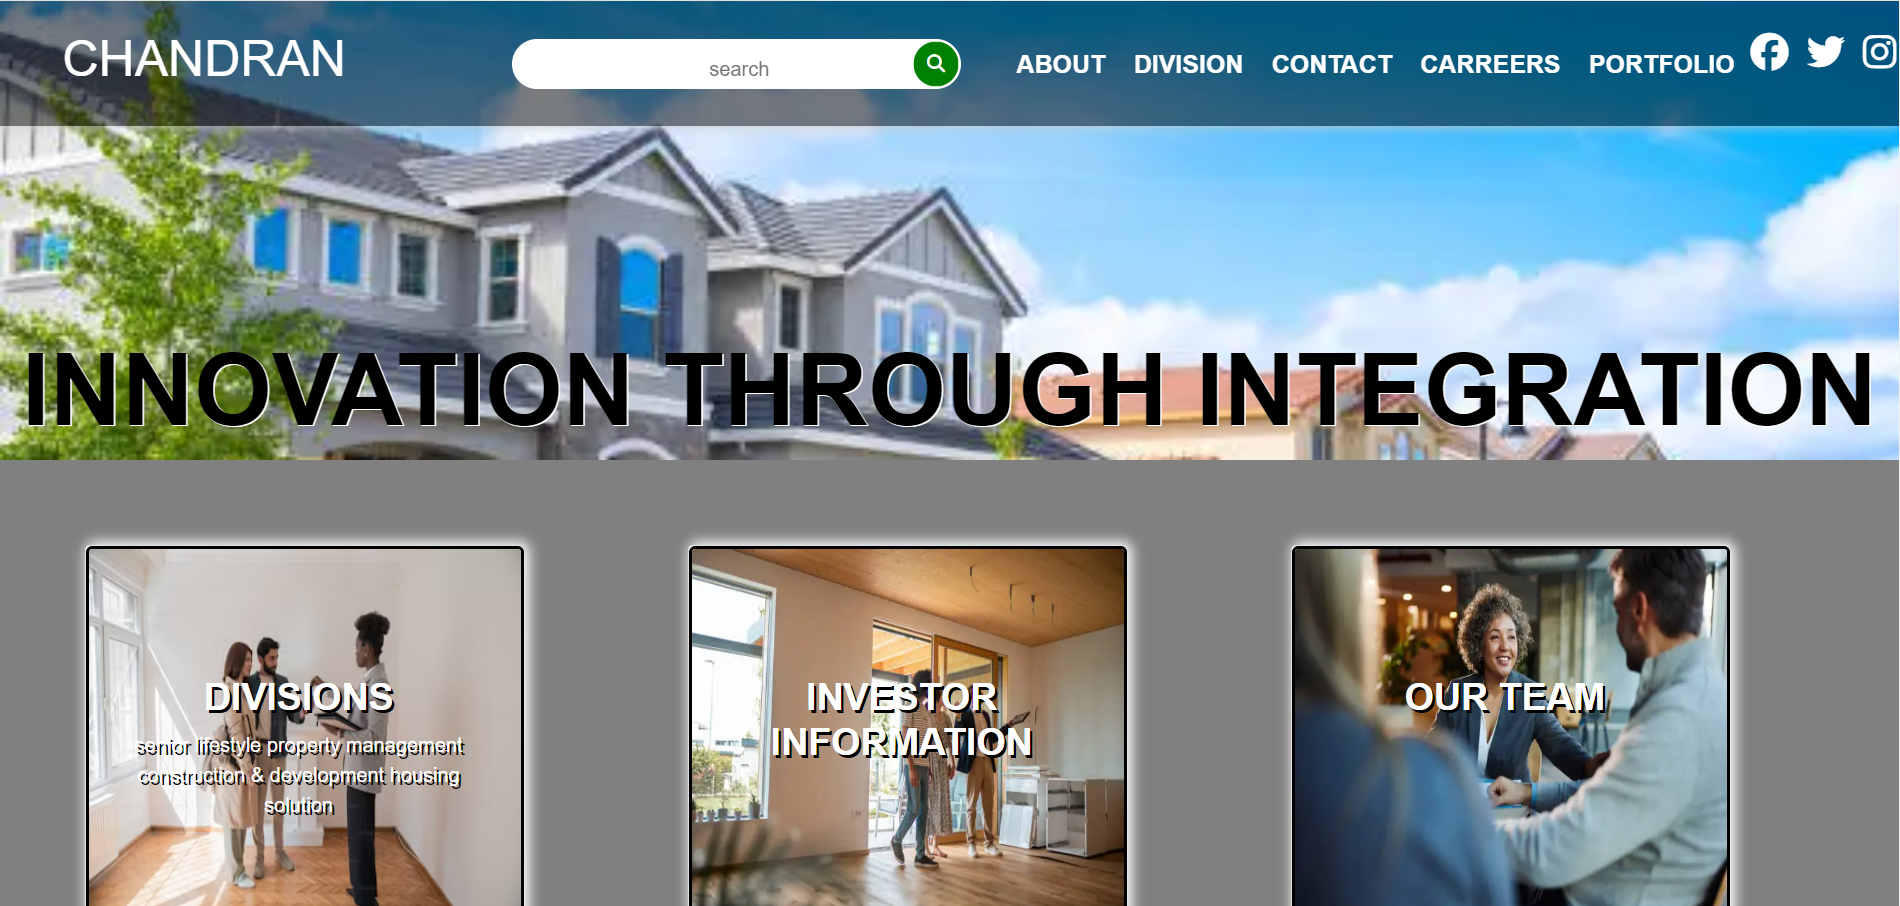 CHANDRAN
search
ABOUT DIVISION CONTACT CARREERS PORTFOLIO
INNOVATION THROUGH INTEGRATION
DIVISIONS
senior lifestyle property management
construction & development housing
solution
INVESTOR
INFORMATION
OUR TEAM